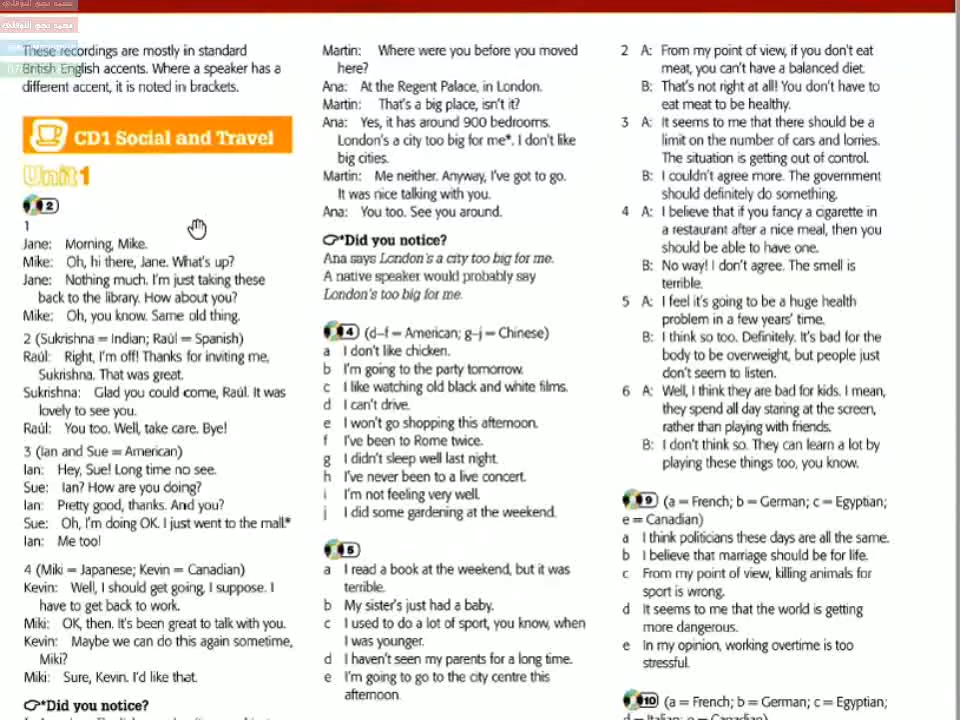 محمد نجم النوفلي
These recordings are mostly in standard
British English accents. Where a speaker has a
different accent, it is noted in brackets.
CD1 Social and Travel
Unit 1
2
1
Jane: Morning, Mike.
Mike: Oh, hi there, Jane. What's up?
Jane: Nothing much. I'm just taking these
back to the library. How about you?
Mike: Oh, you know. Same old thing.
2 (Sukrishna = Indian; Raúl = Spanish)
Raúl: Right, I'm off! Thanks for inviting me,
Sukrishna. That was great.
Sukrishna: Glad you could come, Raúl. It was
lovely to see you.
Raúl: You too. Well, take care. Bye!
3 (Ian and Sue = American)
Ian: Hey, Sue! Long time no see.
Sue: Ian? How are you doing?
Ian: Pretty good, thanks. And you?
Sue: Oh, I'm doing OK. I just went to the mall.*
Ian: Me too!
4 (Miki = Japanese; Kevin = Canadian)
Kevin: Well, I should get going, I suppose. I
have to get back to work.
Miki: OK, then. It's been great to talk with you.
Kevin: Maybe we can do this again sometime,
Miki?
Miki: Sure, Kevin. I'd like that.
*Did you notice?
Martin: Where were you before you moved
here?
Ana: At the Regent Palace, in London.
Martin: That's a big place, isn't it?
Ana: Yes, it has around 900 bedrooms.
London's a city too big for me*. I don't like
big cities.
Martin: Me neither. Anyway, I've got to go.
It was nice talking with you.
Ana: You too. See you around.
*Did you notice?
Ana says London's a city too big for me.
A native speaker would probably say
London's too big for me.
4 (d–f = American; g–j = Chinese)
a I don't like chicken.
b I'm going to the party tomorrow.
c I like watching old black and white films.
d I can't drive.
e I won't go shopping this afternoon.
f I've been to Rome twice.
g I didn't sleep well last night.
h I've never been to a live concert.
i I'm not feeling very well.
j I did some gardening at the weekend.
5
a I read a book at the weekend, but it was
terrible.
b My sister's just had a baby.
c I used to do a lot of sport, you know, when
I was younger.
d I haven't seen my parents for a long time.
e I'm going to go to the city centre this
afternoon.
2 A: From my point of view, if you don't eat
meat, you can't have a balanced diet.
B: That's not right at all! You don't have to
eat meat to be healthy.
3 A: It seems to me that there should be a
limit on the number of cars and lorries.
The situation is getting out of control.
B: I couldn't agree more. The government
should definitely do something.
4 A: I believe that if you fancy a cigarette in
a restaurant after a nice meal, then you
should be able to have one.
B: No way! I don't agree. The smell is
terrible.
5 A: I feel it's going to be a huge health
problem in a few years' time.
B: I think so too. Definitely. It's bad for the
body to be overweight, but people just
don't seem to listen.
6 A: Well, I think they are bad for kids. I mean,
they spend all day staring at the screen,
rather than playing with friends.
B: I don't think so. They can learn a lot by
playing these things too, you know.
9 (a = French; b = German; c = Egyptian;
e = Canadian)
a I think politicians these days are all the same.
b I believe that marriage should be for life.
c From my point of view, killing animals for
sport is wrong.
d It seems to me that the world is getting
more dangerous.
e In my opinion, working overtime is too
stressful.
10 (a = French; b = German; c = Egyptian;